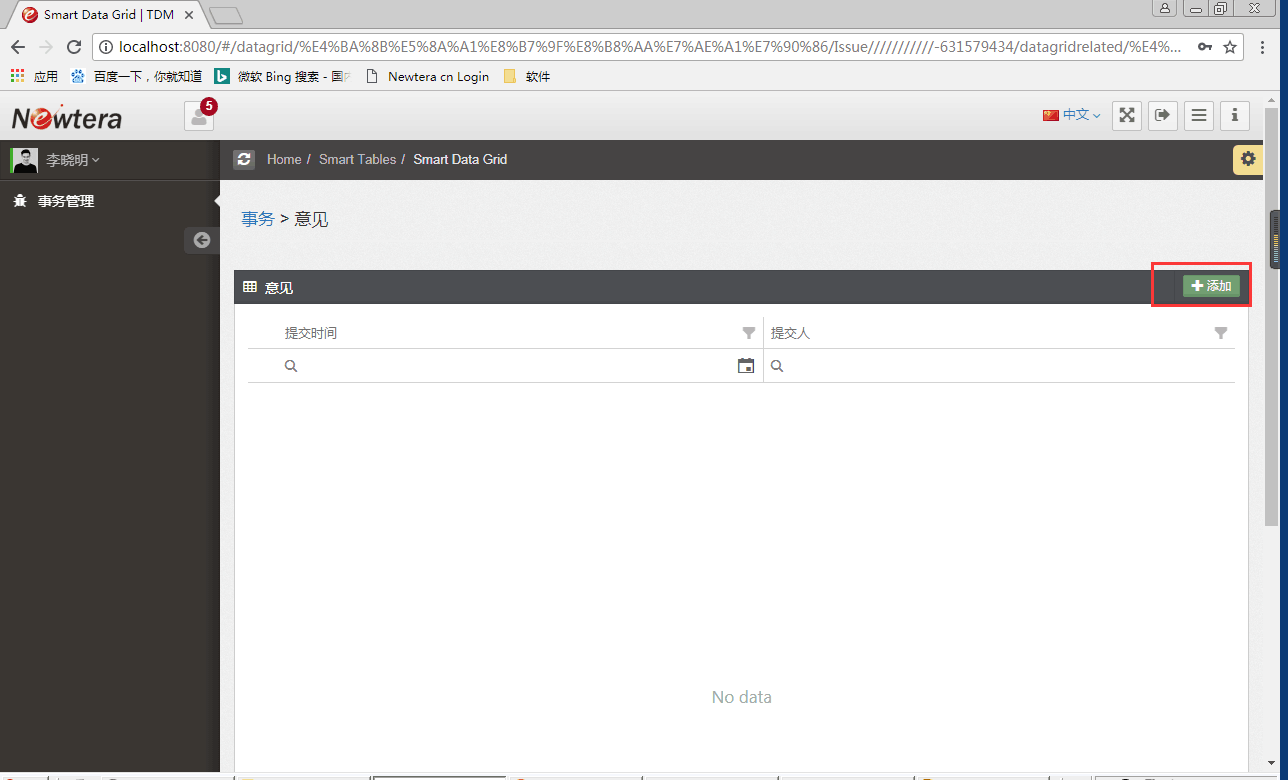 Smart Data Grid | TDM
localhost:8080/#/datagrid/%E4%BA%8B%E5%8A%A1%E8%B7%9F%E8%B8%AA%E7%AE%A1%E7%90%86/Issue///////////-631579434/datagridrelated/%E4%...
应用 百度一下，你就知道 微软 Bing 搜索 - 国 Newtera cn Login 软件
Newtera 5 中文
李晓明 Home / Smart Tables / Smart Data Grid
事务管理
事务 > 意见
意见 添加
提交时间 提交人
No data